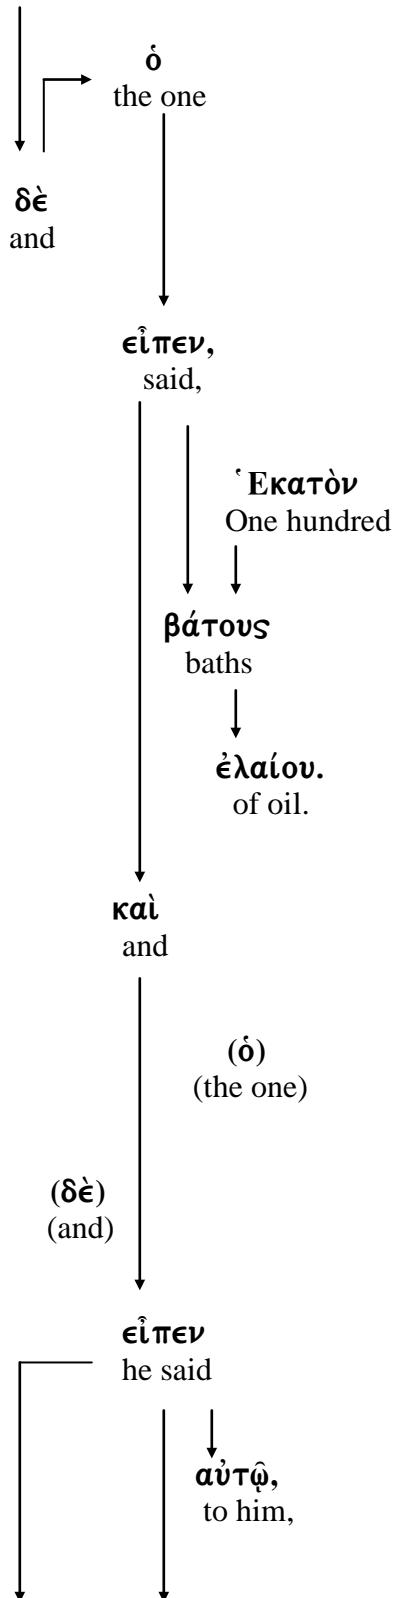 ὁ
the one
δὲ
and
εἶπεν,
said,
Ἑκατὸν
One hundred
βάτους
baths
ἐλαίου.
of oil.
καὶ
and
(ὁ)
(the one)
(δὲ)
(and)
εἶπεν
he said
αὐτῷ,
to him,